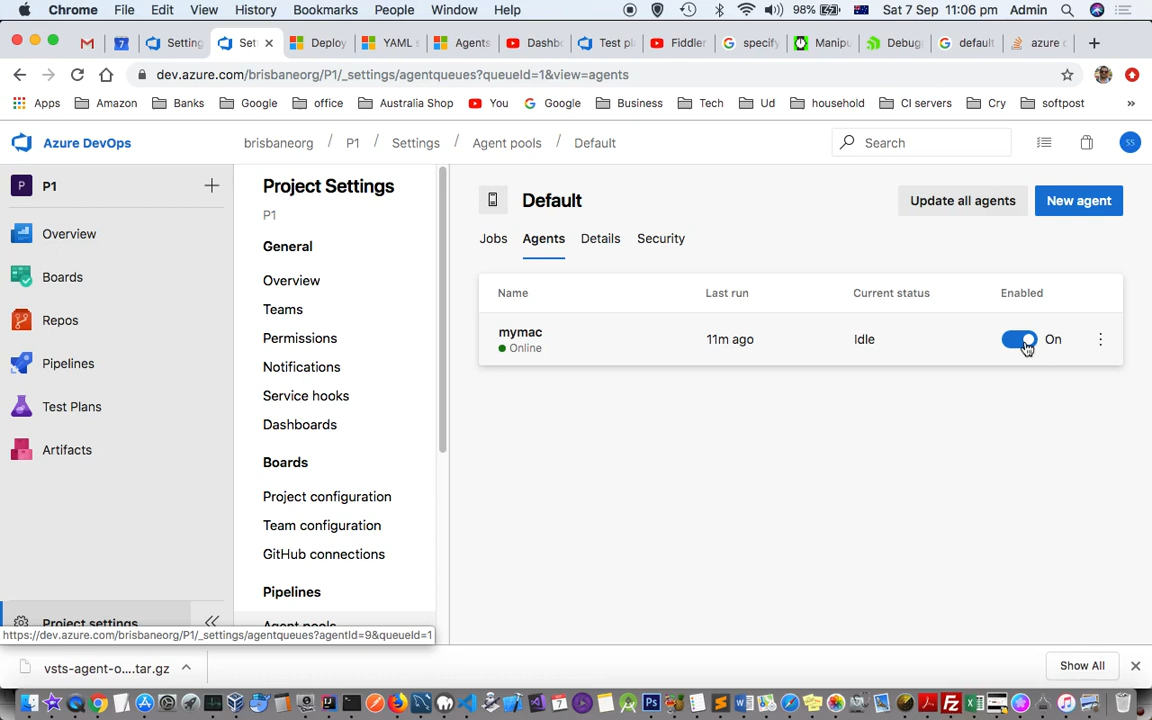 Chrome File Edit View History Bookmarks People Window Help 98% Sat 7 Sep 11:06 pm Admin
7 Setting Set Deploy YAML s Agents Dashb Test pl Fiddler specify Manipu Debug default azure c
dev.azure.com/brisbaneorg/P1/_settings/agentqueues?queueId=1&view=agents
Apps Amazon Banks Google office Australia Shop You Google Business Tech Ud household CI servers Cry softpost »
Azure DevOps brisbaneorg / P1 / Settings / Agent pools / Default Search SS
P P1
Overview
Boards
Repos
Pipelines
Test Plans
Artifacts
Project settings
Project Settings
P1
General
Overview
Teams
Permissions
Notifications
Service hooks
Dashboards
Boards
Project configuration
Team configuration
GitHub connections
Pipelines
Agent pools
Default Update all agents New agent
Jobs Agents Details Security
Name Last run Current status Enabled
mymac 11m ago Idle On
Online
https://dev.azure.com/brisbaneorg/P1/_settings/agentqueues?agentId=9&queueId=1
vsts-agent-o....tar.gz Show All